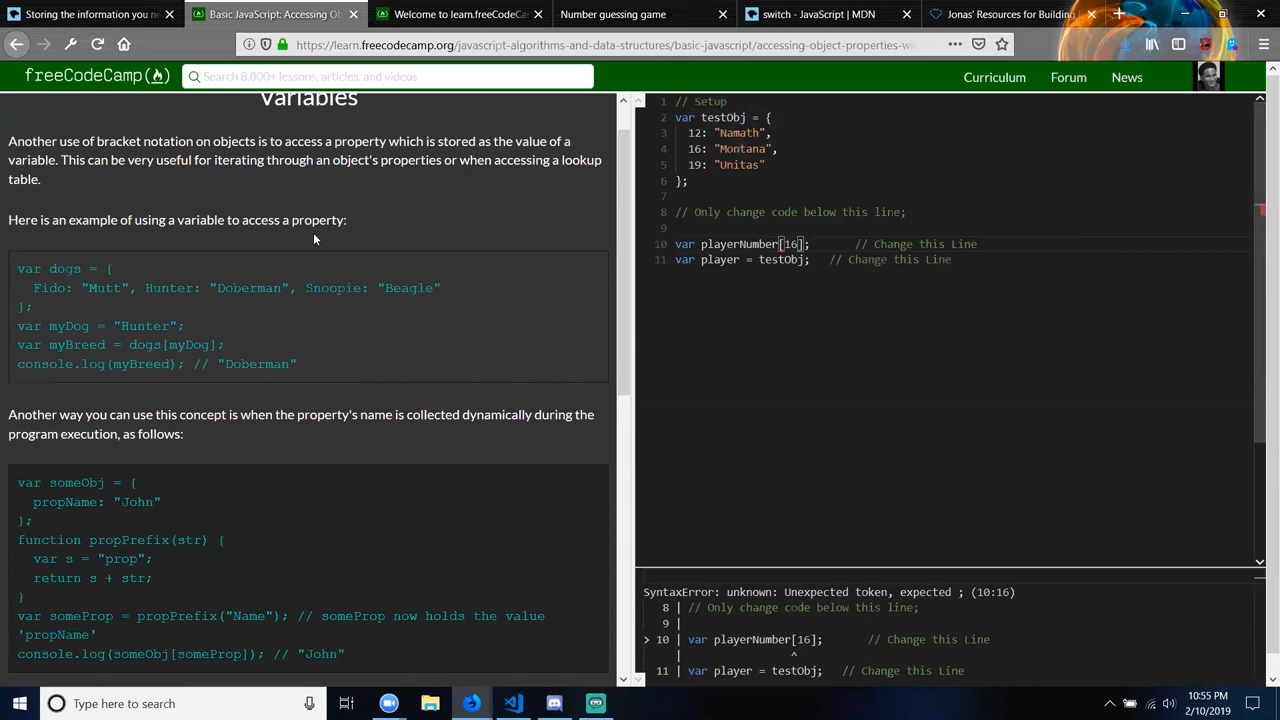 Storing the information you n
Basic JavaScript: Accessing Ob
Welcome to learn.freeCodeCa
Number guessing game
switch - JavaScript | MDN
Jonas' Resources for Building
https://learn.freecodecamp.org/javascript-algorithms-and-data-structures/basic-javascript/accessing-object-properties-wi
freeCodeCamp
Search 8,000+ lessons, articles, and videos
Curriculum
Forum
News
Variables
Another use of bracket notation on objects is to access a property which is stored as the value of a
variable. This can be very useful for iterating through an object's properties or when accessing a lookup
table.
Here is an example of using a variable to access a property:
var dogs = {
Fido: "Mutt", Hunter: "Doberman", Snoopie: "Beagle"
};
var myDog = "Hunter";
var myBreed = dogs[myDog];
console.log(myBreed); // "Doberman"
Another way you can use this concept is when the property's name is collected dynamically during the
program execution, as follows:
var someObj = {
propName: "John"
};
function propPrefix(str) {
var s = "prop";
return s + str;
}
var someProp = propPrefix("Name"); // someProp now holds the value
'propName'
console.log(someObj[someProp]); // "John"
1 // Setup
2 var testObj = {
3 12: "Namath",
4 16: "Montana",
5 19: "Unitas"
6 };
7
8 // Only change code below this line;
9
10 var playerNumber[16]; // Change this Line
11 var player = testObj; // Change this Line
SyntaxError: unknown: Unexpected token, expected ; (10:16)
8 | // Only change code below this line;
9 |
> 10 | var playerNumber[16]; // Change this Line
| ^
11 | var player = testObj; // Change this Line
Type here to search
10:55 PM
2/10/2019